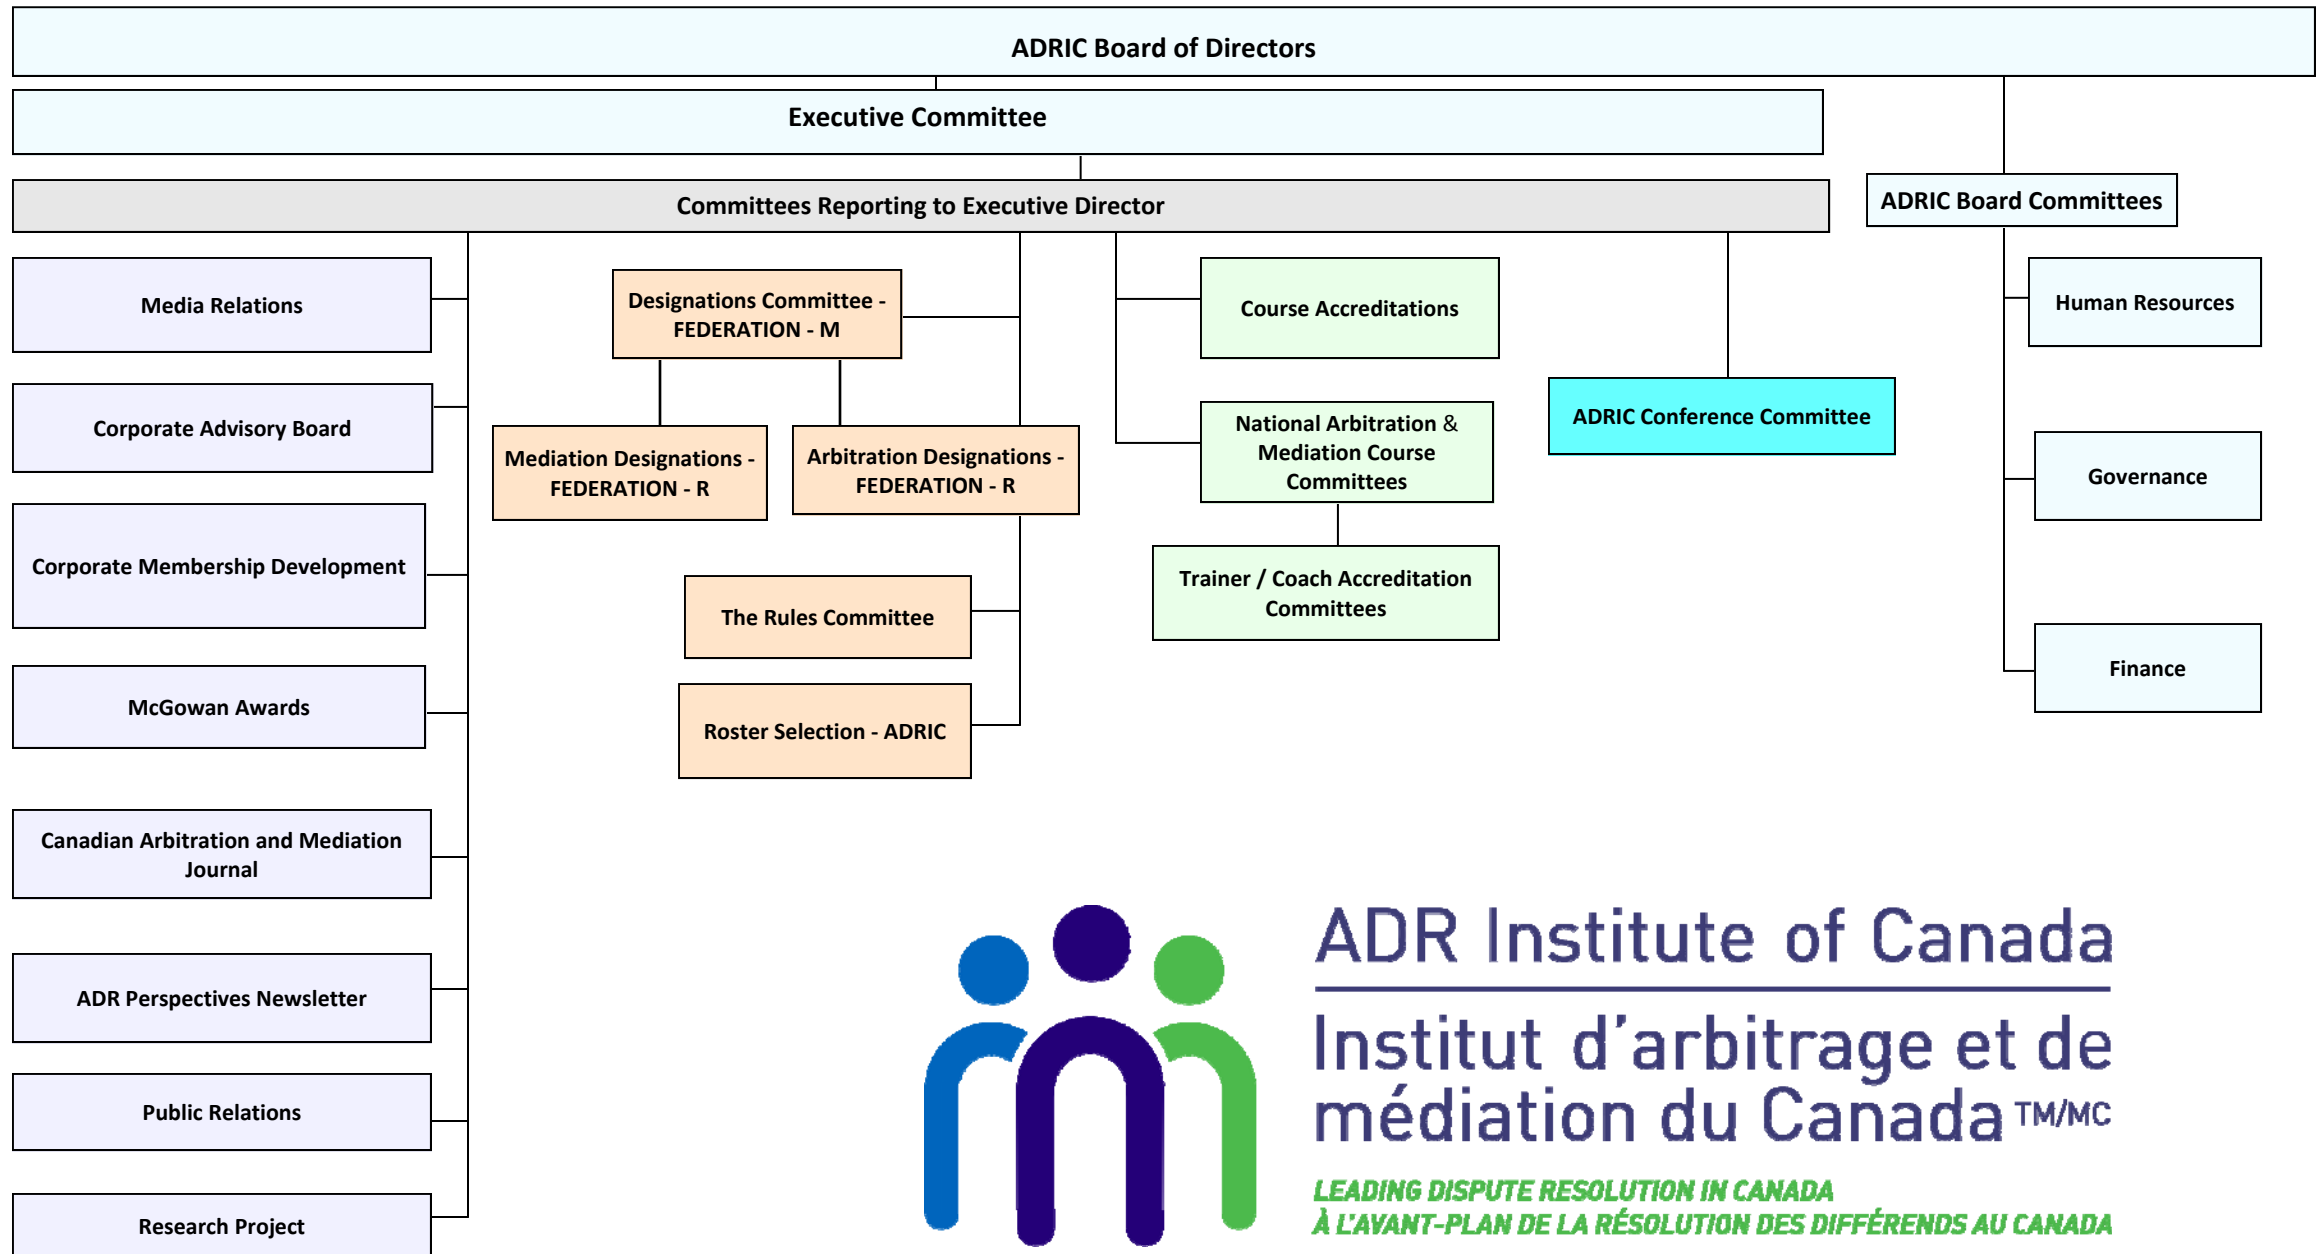 ADRIC Board of Directors
Executive Committee
Committees Reporting to Executive Director
ADRIC Board Committees
Media Relations
Corporate Advisory Board
Corporate Membership Development
McGowan Awards
Canadian Arbitration and Mediation
Journal
ADR Perspectives Newsletter
Public Relations
Research Project
Designations Committee -
FEDERATION - M
Mediation Designations -
FEDERATION - R
Arbitration Designations -
FEDERATION - R
The Rules Committee
Roster Selection - ADRIC
Course Accreditations
National Arbitration &
Mediation Course
Committees
Trainer / Coach Accreditation
Committees
ADRIC Conference Committee
Human Resources
Governance
Finance
ADR Institute of Canada
Institut d'arbitrage et de
médiation du Canada TM/MC
LEADING DISPUTE RESOLUTION IN CANADA
À L'AVANT-PLAN DE LA RÉSOLUTION DES DIFFÉRENDS AU CANADA